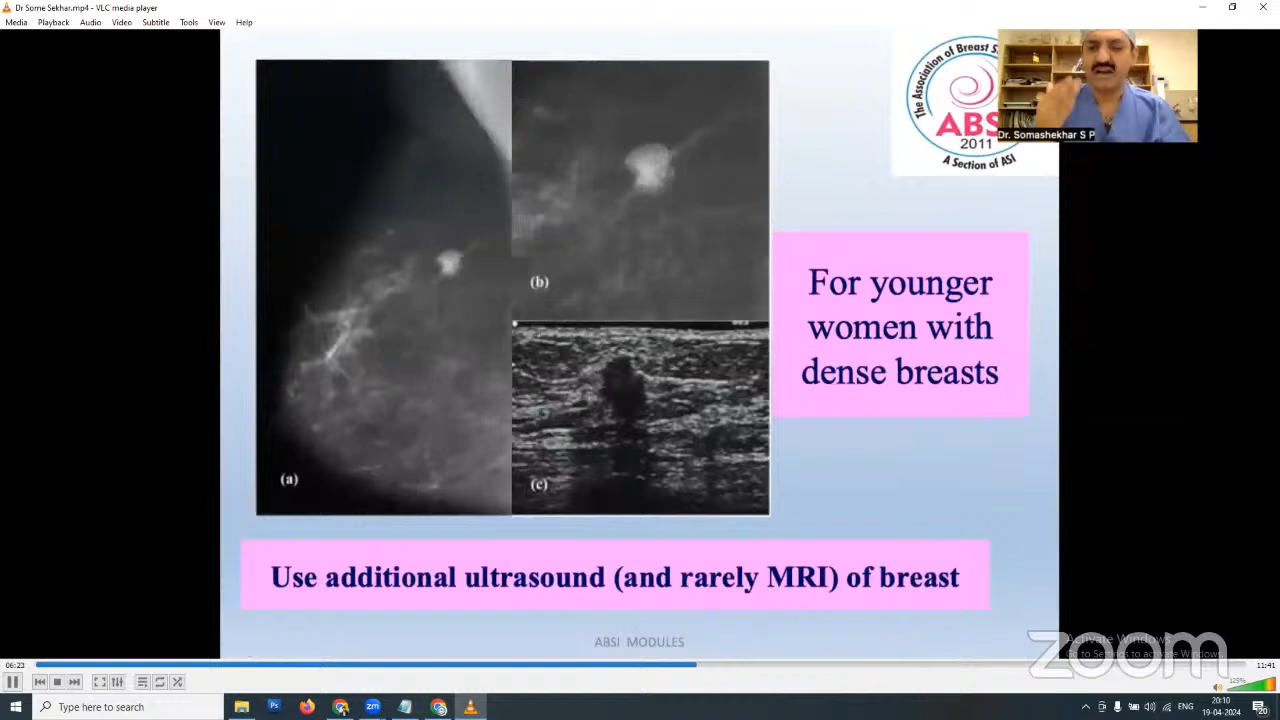 Dr Some Sekhar.mp4 - VLC media player
Media Playback Audio Video Subtitle Tools View Help
The Association of Breast
ABS
2011
A Section of ASI
Dr. Somashekhar S P
(a)
(b)
(c)
For younger
women with
dense breasts
Use additional ultrasound (and rarely MRI) of breast
ABSI MODULES
zoom
Activate Windows
Go to Settings to activate Windows.
06:23
11:41
125%
Type here to search
ENG
20:10
19-04-2024
20